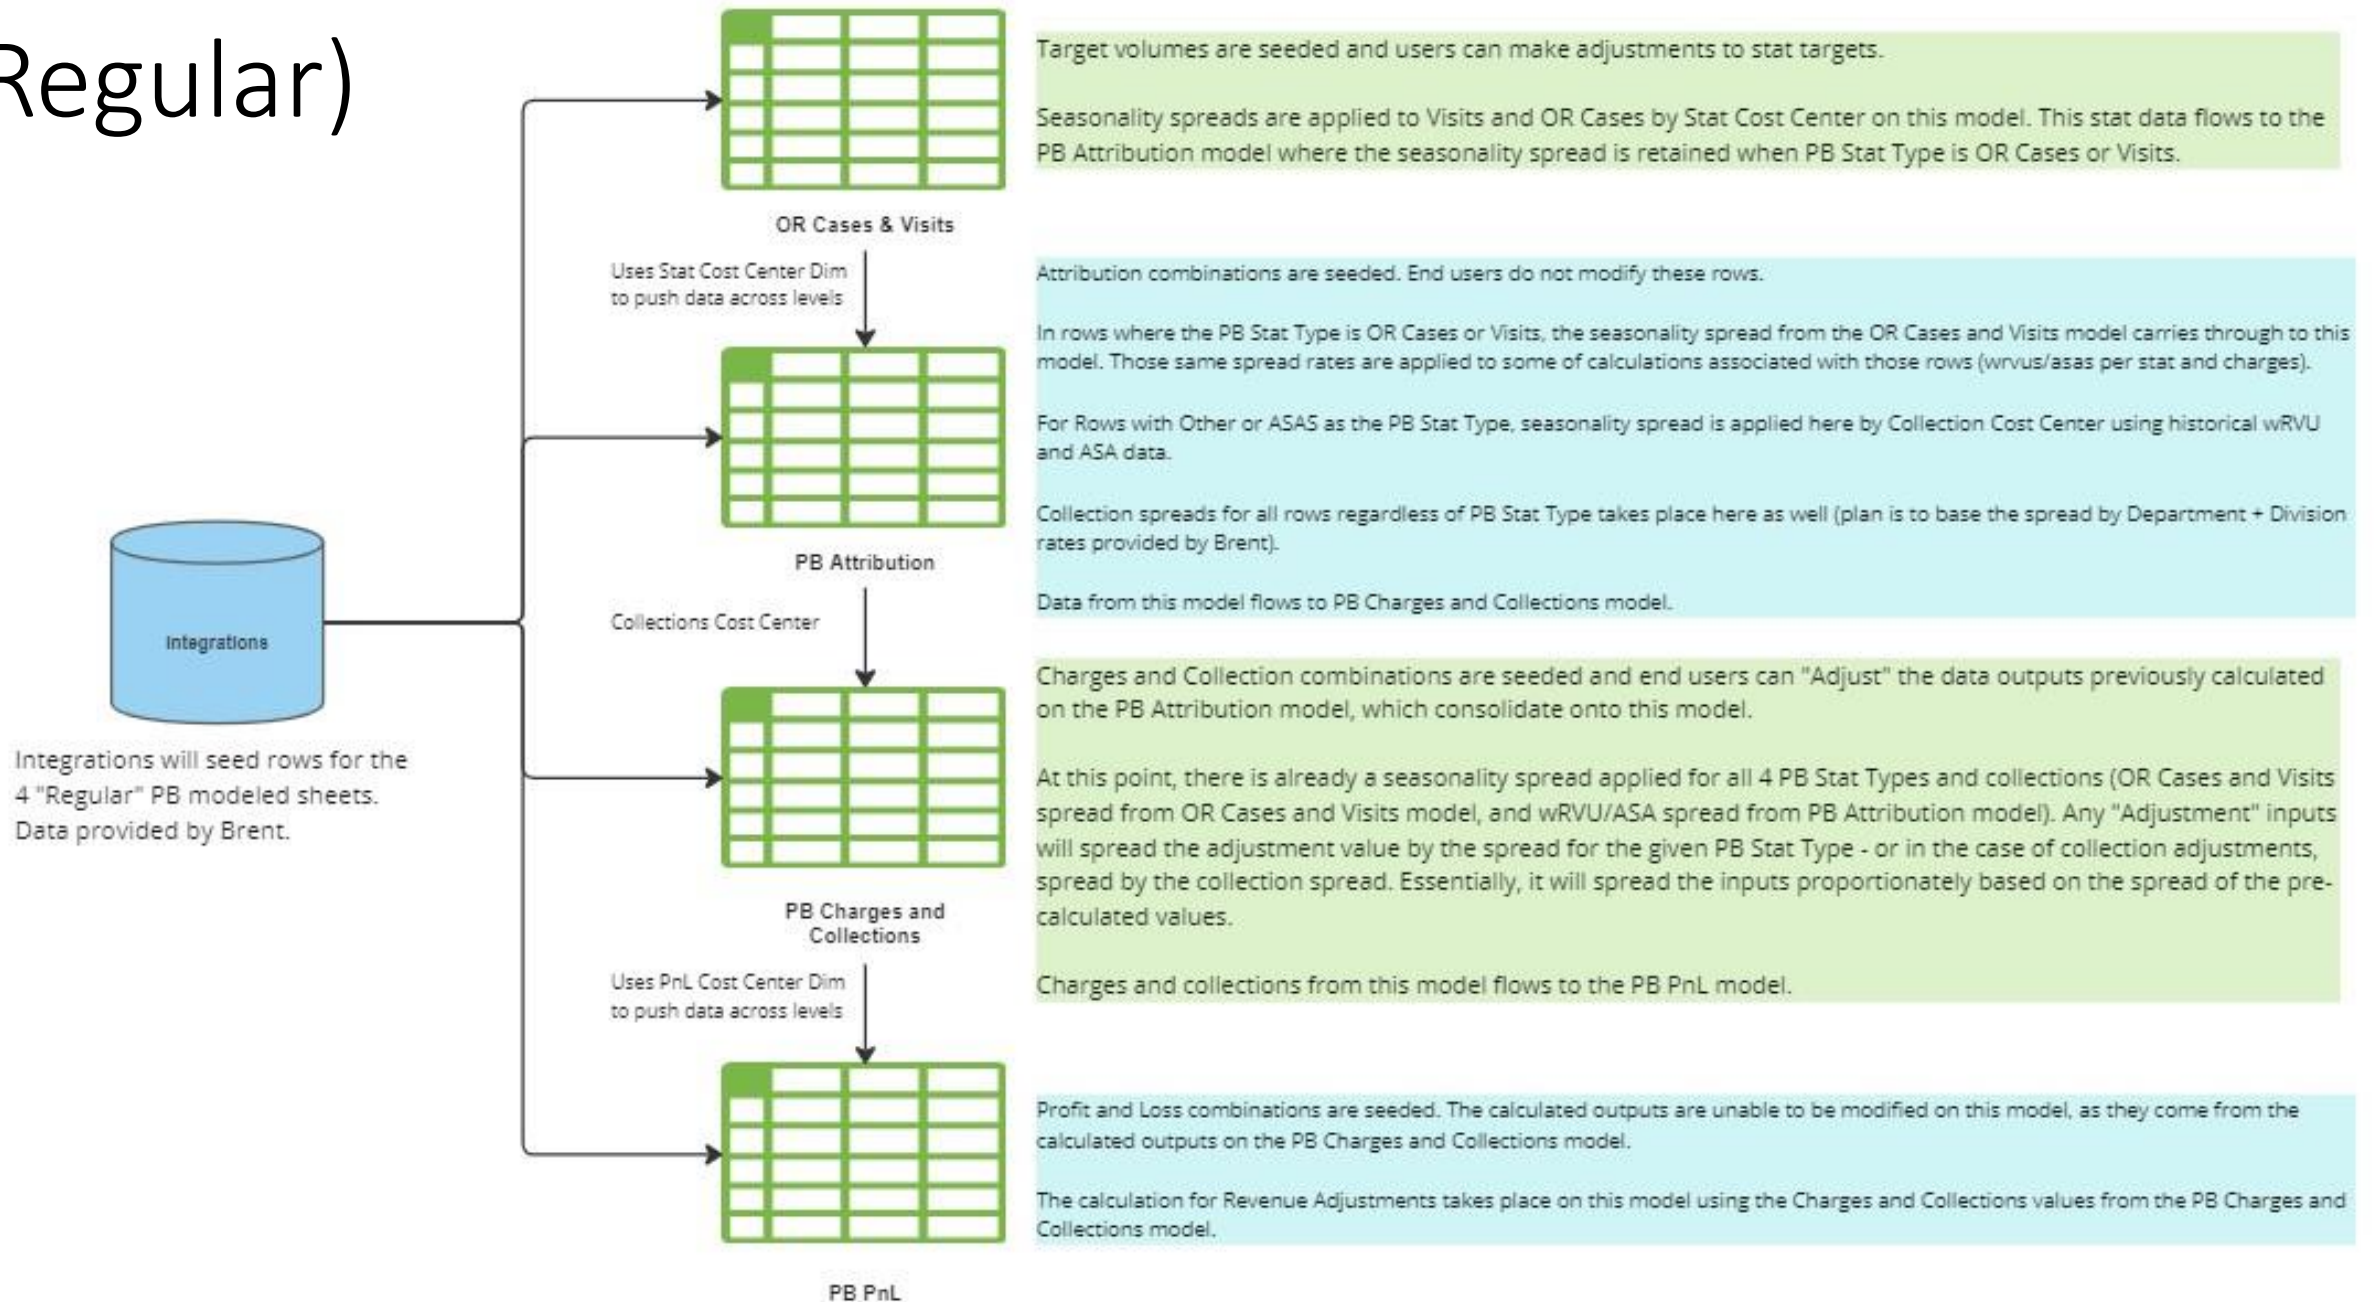 Regular)
Target volumes are seeded and users can make adjustments to stat targets.
Seasonality spreads are applied to Visits and OR Cases by Stat Cost Center on this model. This stat data flows to the
PB Attribution model where the seasonality spread is retained when PB Stat Type is OR Cases or Visits.
OR Cases & Visits
Uses Stat Cost Center Dim
to push data across levels
Attribution combinations are seeded. End users do not modify these rows.
In rows where the PB Stat Type is OR Cases or Visits, the seasonality spread from the OR Cases and Visits model carries through to this
model. Those same spread rates are applied to some of calculations associated with those rows (wrvus/asas per stat and charges).
For Rows with Other or ASAS as the PB Stat Type, seasonality spread is applied here by Collection Cost Center using historical wRVU
and ASA data.
Collection spreads for all rows regardless of PB Stat Type takes place here as well (plan is to base the spread by Department + Division
rates provided by Brent).
Data from this model flows to PB Charges and Collections model.
PB Attribution
Collections Cost Center
Integrations
Integrations will seed rows for the
4 "Regular" PB modeled sheets.
Data provided by Brent.
Charges and Collection combinations are seeded and end users can "Adjust" the data outputs previously calculated
on the PB Attribution model, which consolidate onto this model.
At this point, there is already a seasonality spread applied for all 4 PB Stat Types and collections (OR Cases and Visits
spread from OR Cases and Visits model, and wRVU/ASA spread from PB Attribution model). Any "Adjustment" inputs
will spread the adjustment value by the spread for the given PB Stat Type - or in the case of collection adjustments,
spread by the collection spread. Essentially, it will spread the inputs proportionately based on the spread of the pre-
calculated values.
Charges and collections from this model flows to the PB PnL model.
PB Charges and
Collections
Uses PnL Cost Center Dim
to push data across levels
Profit and Loss combinations are seeded. The calculated outputs are unable to be modified on this model, as they come from the
calculated outputs on the PB Charges and Collections model.
The calculation for Revenue Adjustments takes place on this model using the Charges and Collections values from the PB Charges and
Collections model.
PB PnL